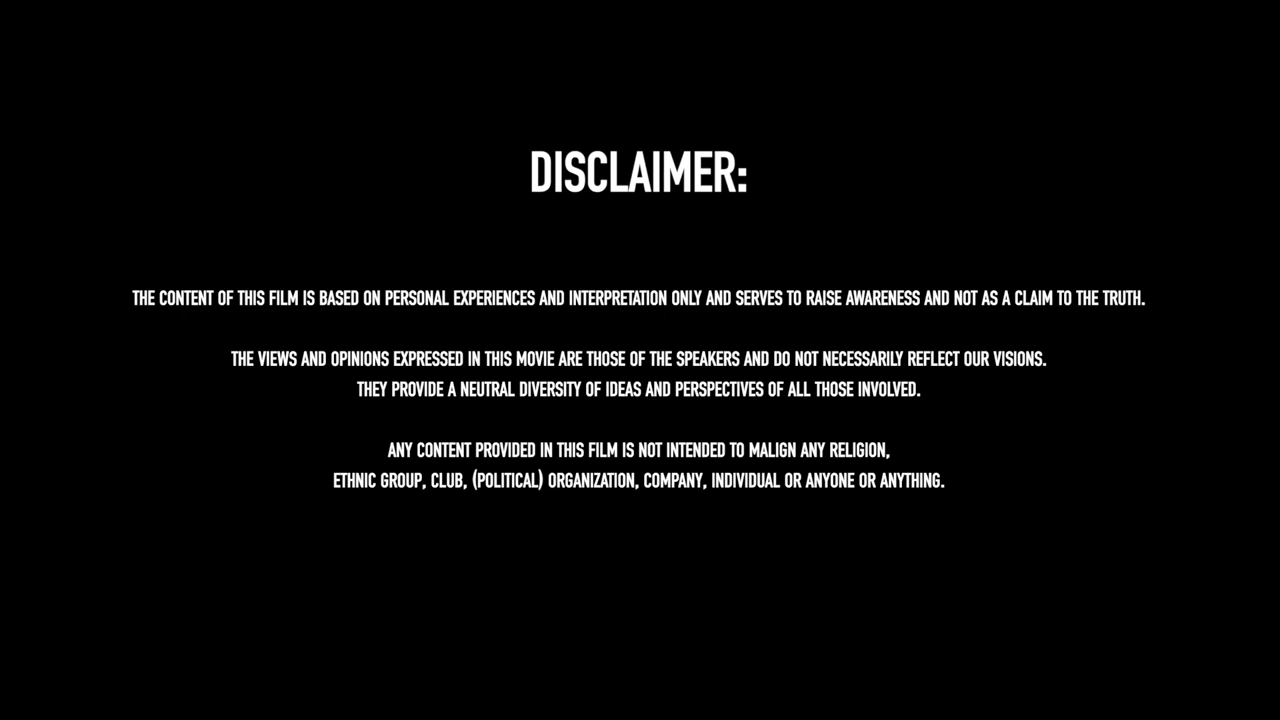 DISCLAIMER:
THE CONTENT OF THIS FILM IS BASED ON PERSONAL EXPERIENCES AND INTERPRETATION ONLY AND SERVES TO RAISE AWARENESS AND NOT AS A CLAIM TO THE TRUTH.
THE VIEWS AND OPINIONS EXPRESSED IN THIS MOVIE ARE THOSE OF THE SPEAKERS AND DO NOT NECESSARILY REFLECT OUR VISIONS.
THEY PROVIDE A NEUTRAL DIVERSITY OF IDEAS AND PERSPECTIVES OF ALL THOSE INVOLVED.
ANY CONTENT PROVIDED IN THIS FILM IS NOT INTENDED TO MALIGN ANY RELIGION,
ETHNIC GROUP, CLUB, (POLITICAL) ORGANIZATION, COMPANY, INDIVIDUAL OR ANYONE OR ANYTHING.